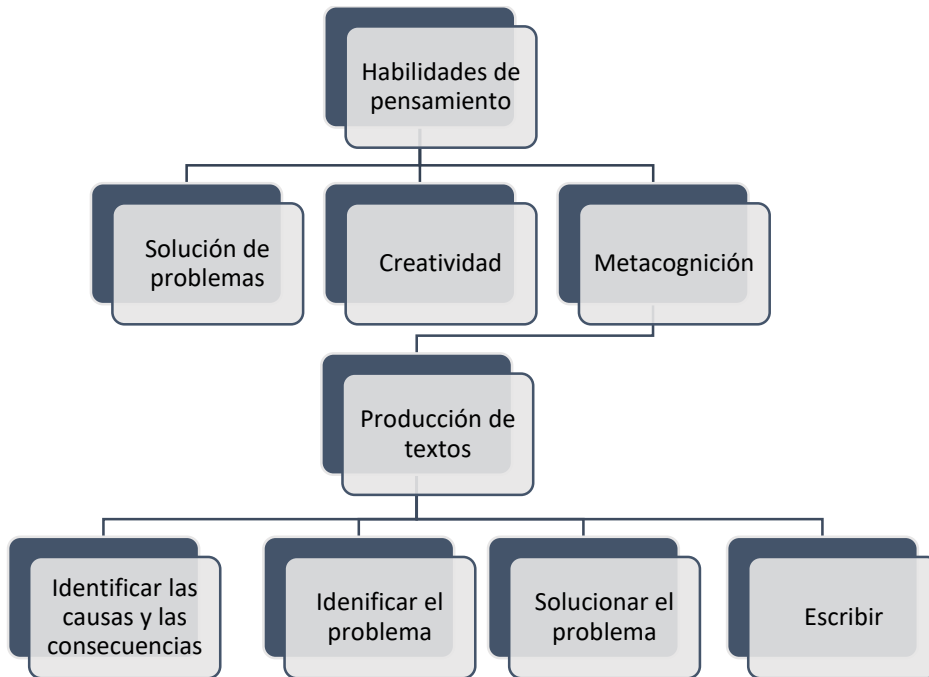 Habilidades de
pensamiento
Solución de
problemas
Creatividad
Metacognición
Producción de
textos
Identificar las
causas y las
consecuencias
Idenificar el
problema
Solucionar el
problema
Escribir